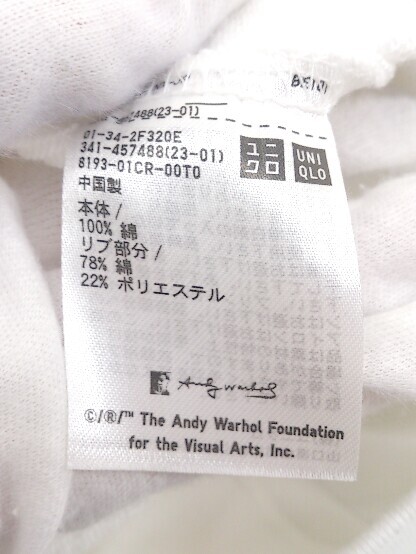 2488(23-01)
01-34-2F320E
341-457488(23-01)
8193-01CR-00T0
ユニ
クロ
UNI
QLO
中国製
本体 /
100% 綿
リブ部分 /
78% 綿
22% ポリエステル
Andy Warhol
©/®/™ The Andy Warhol Foundation
for the Visual Arts, Inc.